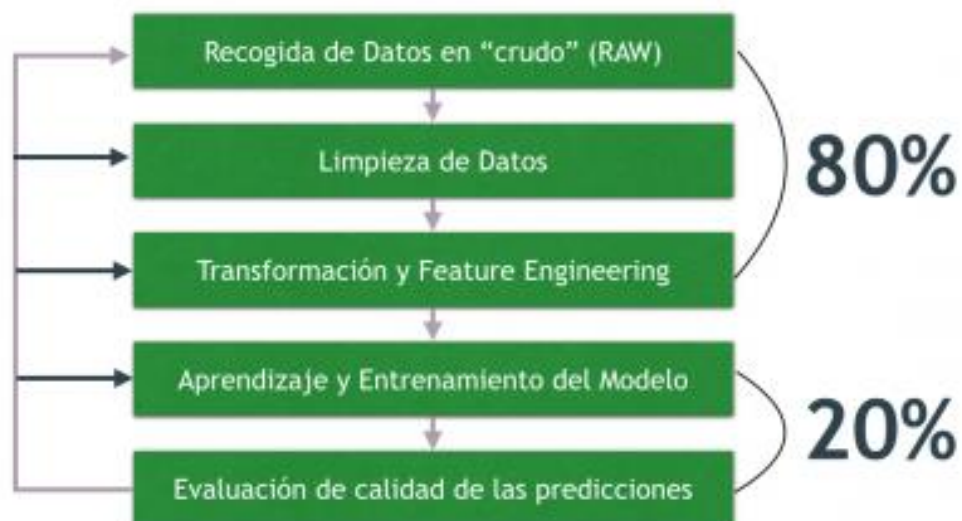 Recogida de Datos en “crudo” (RAW)
Limpieza de Datos
80%
Transformación y Feature Engineering
Aprendizaje y Entrenamiento del Modelo
20%
Evaluación de calidad de las predicciones